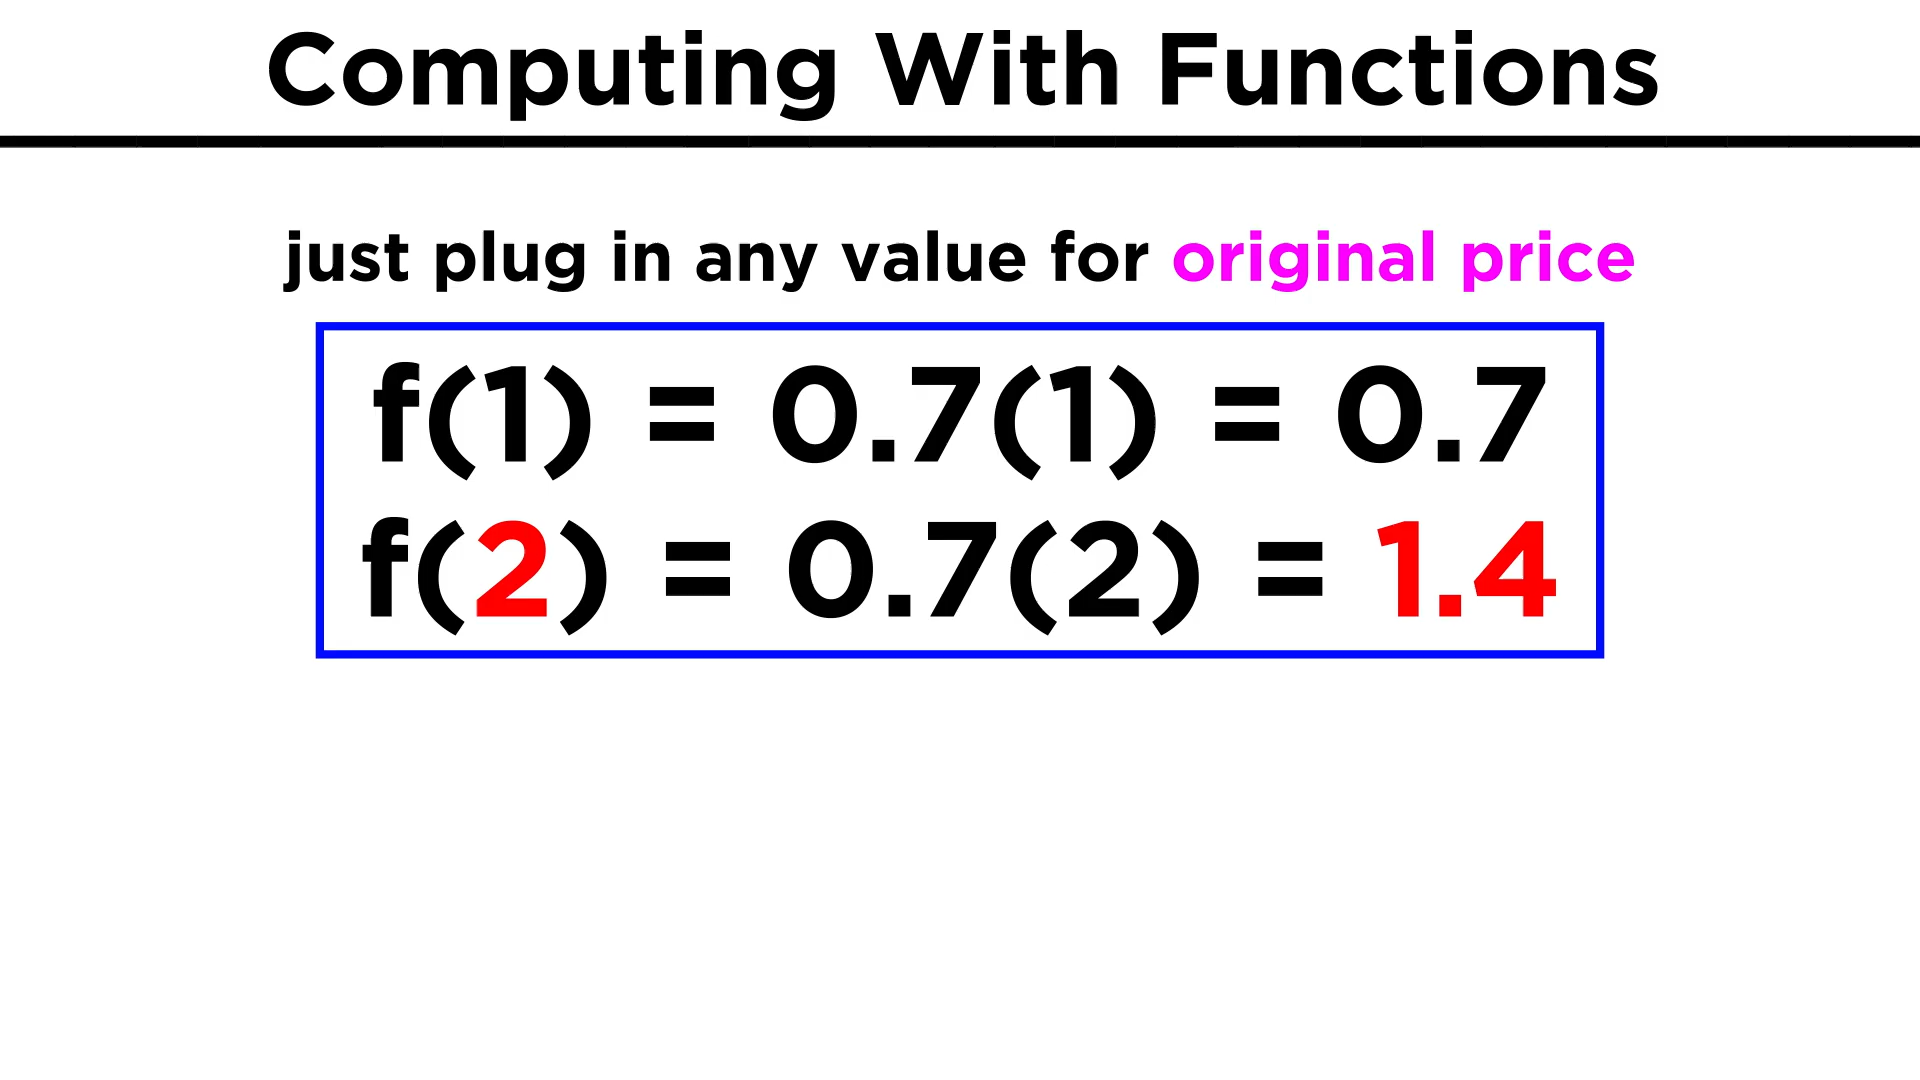 Computing With Functions
just plug in any value for original price
f(1) = 0.7(1) = 0.7
f(2) = 0.7(2) = 1.4